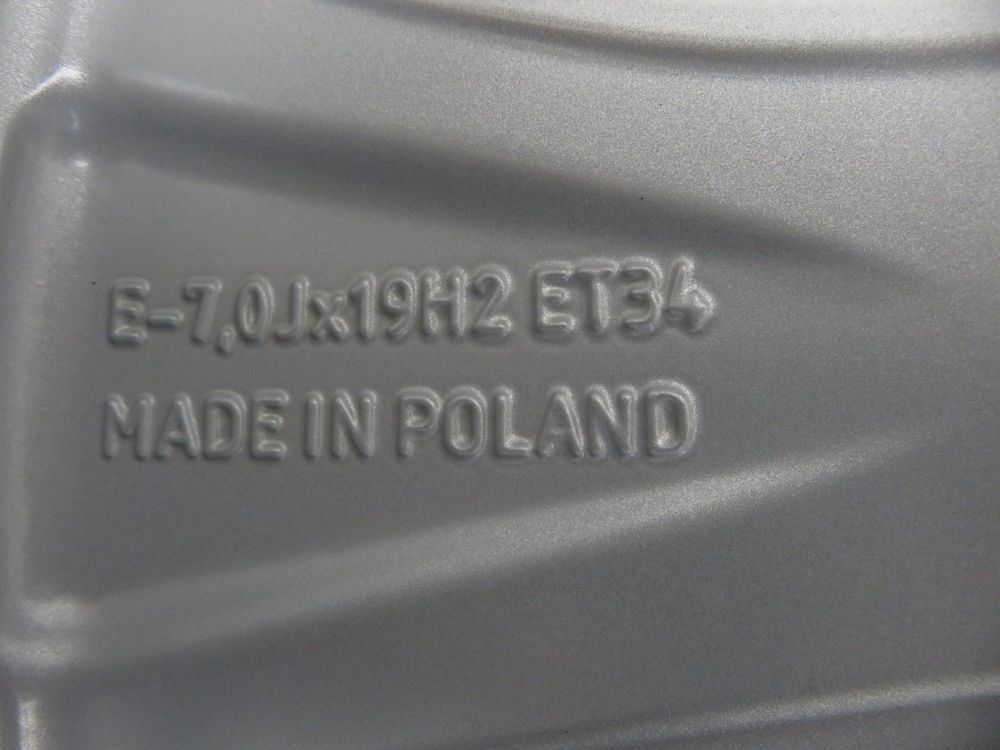 E-7,0Jx19H2 ET34
MADE IN POLAND